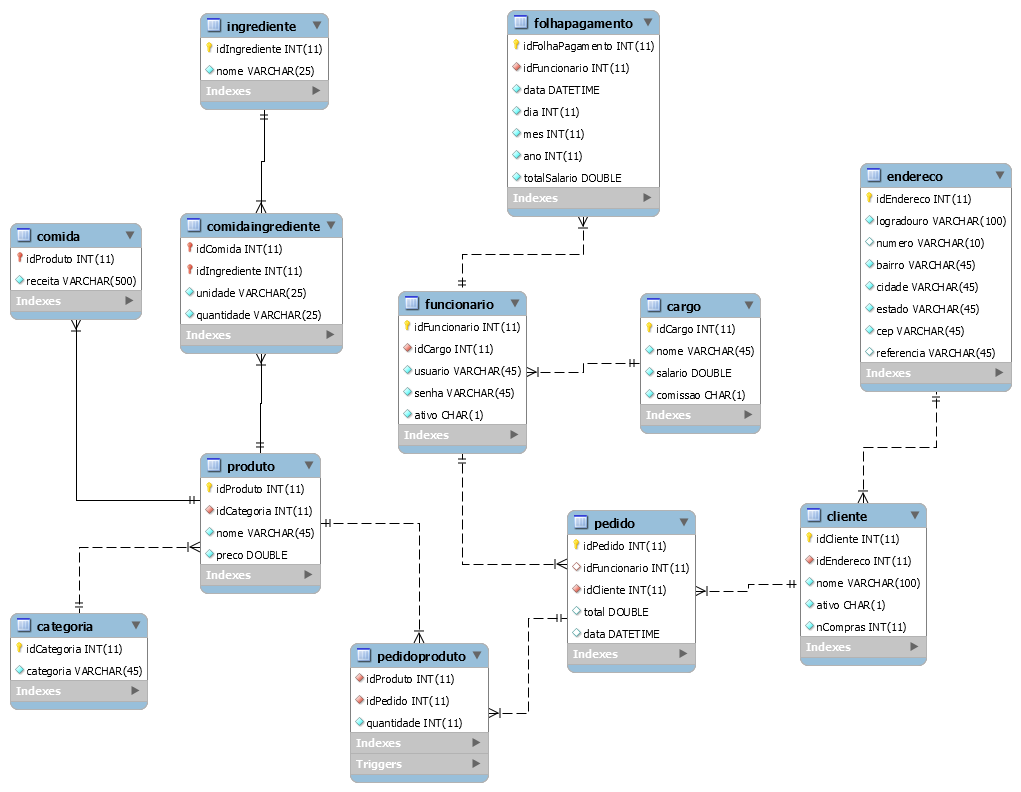 ingrediente
idIngrediente INT(11)
nome VARCHAR(25)
Indexes
folhapagamento
idFolhaPagamento INT(11)
idFuncionario INT(11)
data DATETIME
dia INT(11)
mes INT(11)
ano INT(11)
totalSalario DOUBLE
Indexes
endereco
idEndereco INT(11)
logradouro VARCHAR(100)
numero VARCHAR(10)
bairro VARCHAR(45)
cidade VARCHAR(45)
estado VARCHAR(45)
cep VARCHAR(45)
referencia VARCHAR(45)
Indexes
comida
idProduto INT(11)
receita VARCHAR(500)
Indexes
comidaingrediente
idComida INT(11)
idIngrediente INT(11)
unidade VARCHAR(25)
quantidade VARCHAR(25)
Indexes
funcionario
idFuncionario INT(11)
idCargo INT(11)
usuario VARCHAR(45)
senha VARCHAR(45)
ativo CHAR(1)
Indexes
cargo
idCargo INT(11)
nome VARCHAR(45)
salario DOUBLE
comissao CHAR(1)
Indexes
produto
idProduto INT(11)
idCategoria INT(11)
nome VARCHAR(45)
preco DOUBLE
Indexes
pedido
idPedido INT(11)
idFuncionario INT(11)
idCliente INT(11)
total DOUBLE
data DATETIME
Indexes
cliente
idCliente INT(11)
idEndereco INT(11)
nome VARCHAR(100)
ativo CHAR(1)
nCompras INT(11)
Indexes
categoria
idCategoria INT(11)
categoria VARCHAR(45)
Indexes
pedidoproduto
idProduto INT(11)
idPedido INT(11)
quantidade INT(11)
Indexes
Triggers